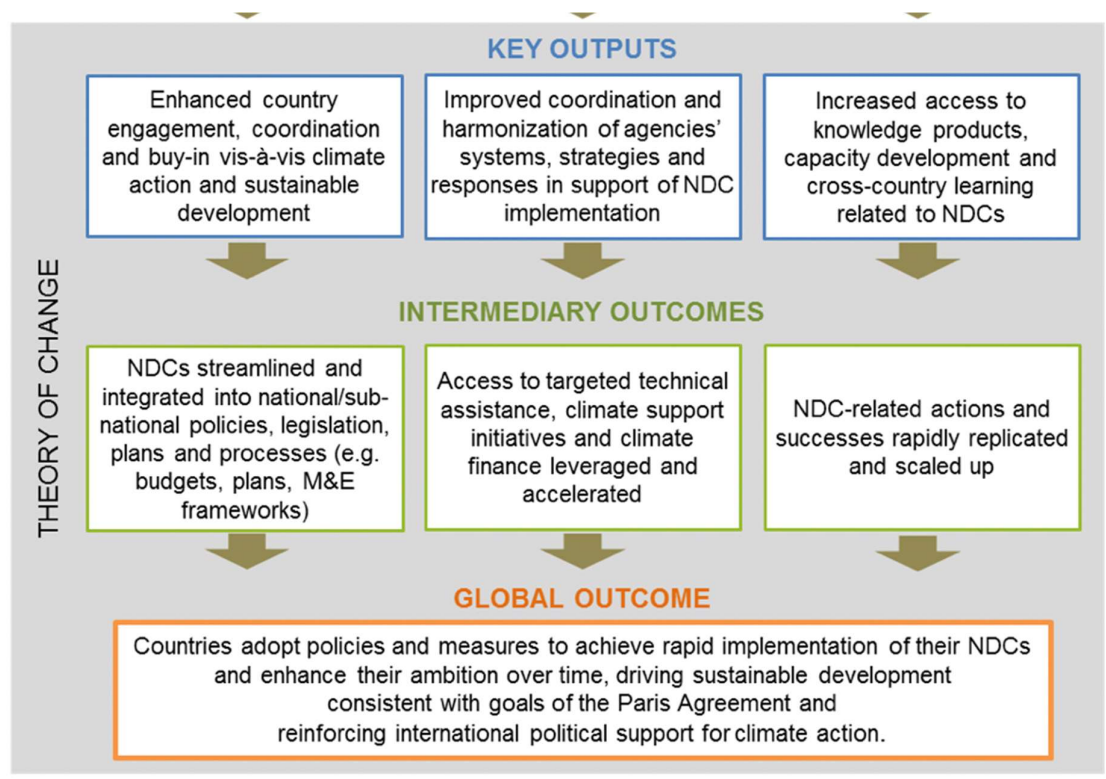 KEY OUTPUTS
Enhanced country
engagement, coordination
and buy-in vis-à-vis climate
action and sustainable
development
Improved coordination and
harmonization of agencies'
systems, strategies and
responses in support of NDC
implementation
Increased access to
knowledge products,
capacity development and
cross-country learning
related to NDCs
THEORY OF CHANGE
INTERMEDIARY OUTCOMES
NDCs streamlined and
integrated into national/sub-
national policies, legislation,
plans and processes (e.g.
budgets, plans, M&E
frameworks)
Access to targeted technical
assistance, climate support
initiatives and climate
finance leveraged and
accelerated
NDC-related actions and
successes rapidly replicated
and scaled up
GLOBAL OUTCOME
Countries adopt policies and measures to achieve rapid implementation of their NDCs
and enhance their ambition over time, driving sustainable development
consistent with goals of the Paris Agreement and
reinforcing international political support for climate action.